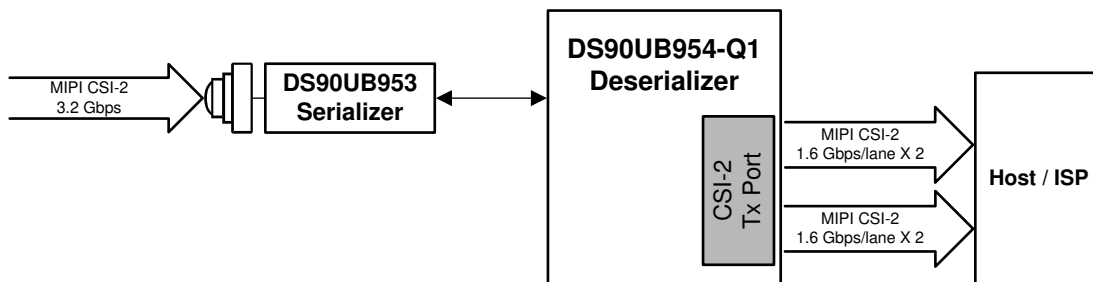 MIPI CSI-2
3.2 Gbps
DS90UB953
Serializer
DS90UB954-Q1
Deserializer
CSI-2
Tx Port
MIPI CSI-2
1.6 Gbps/lane X 2
MIPI CSI-2
1.6 Gbps/lane X 2
Host / ISP